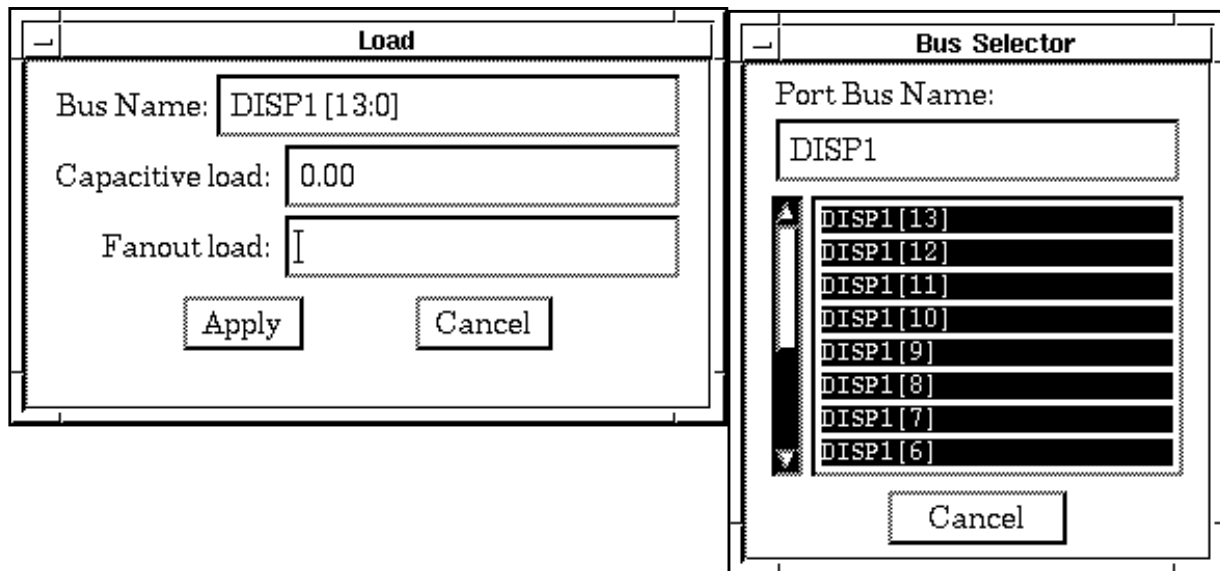 Load
Bus Name: DISP1[13:0]
Capacitive load: 0.00
Fanout load:
Apply Cancel
Bus Selector
Port Bus Name:
DISP1
DISP1[13]
DISP1[12]
DISP1[11]
DISP1[10]
DISP1[9]
DISP1[8]
DISP1[7]
DISP1[6]
Cancel